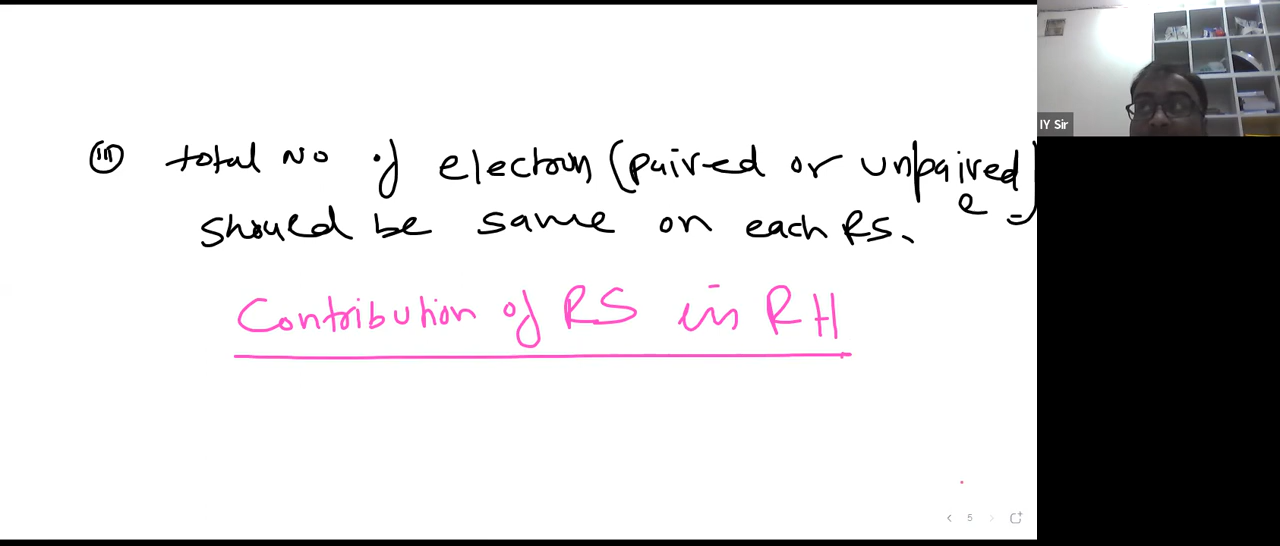 (iii) total No of electrons (paired or unpaired)
e
should be same on each RS.
Contribution of RS in RH
IY Sir
5